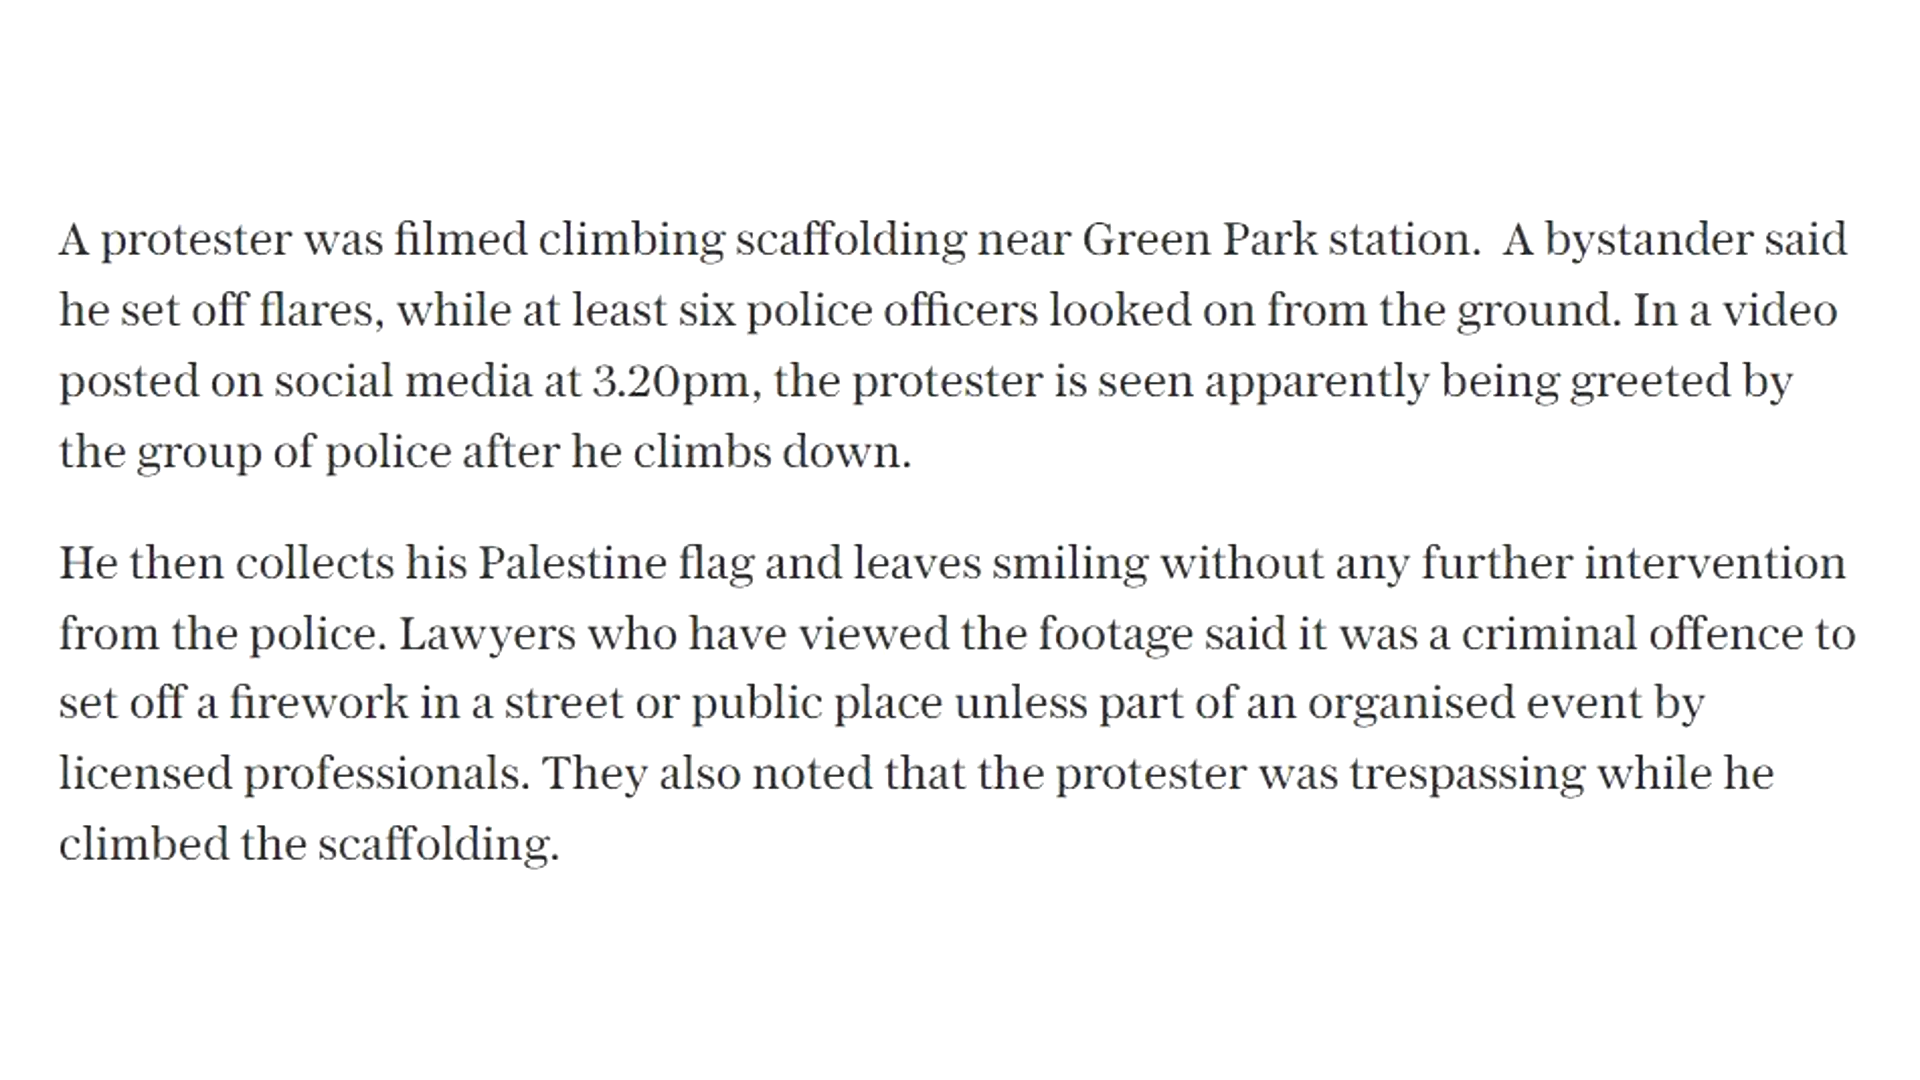 A protester was filmed climbing scaffolding near Green Park station.  A bystander said
he set off flares, while at least six police officers looked on from the ground. In a video
posted on social media at 3.20pm, the protester is seen apparently being greeted by
the group of police after he climbs down.
He then collects his Palestine flag and leaves smiling without any further intervention
from the police. Lawyers who have viewed the footage said it was a criminal offence to
set off a firework in a street or public place unless part of an organised event by
licensed professionals. They also noted that the protester was trespassing while he
climbed the scaffolding.